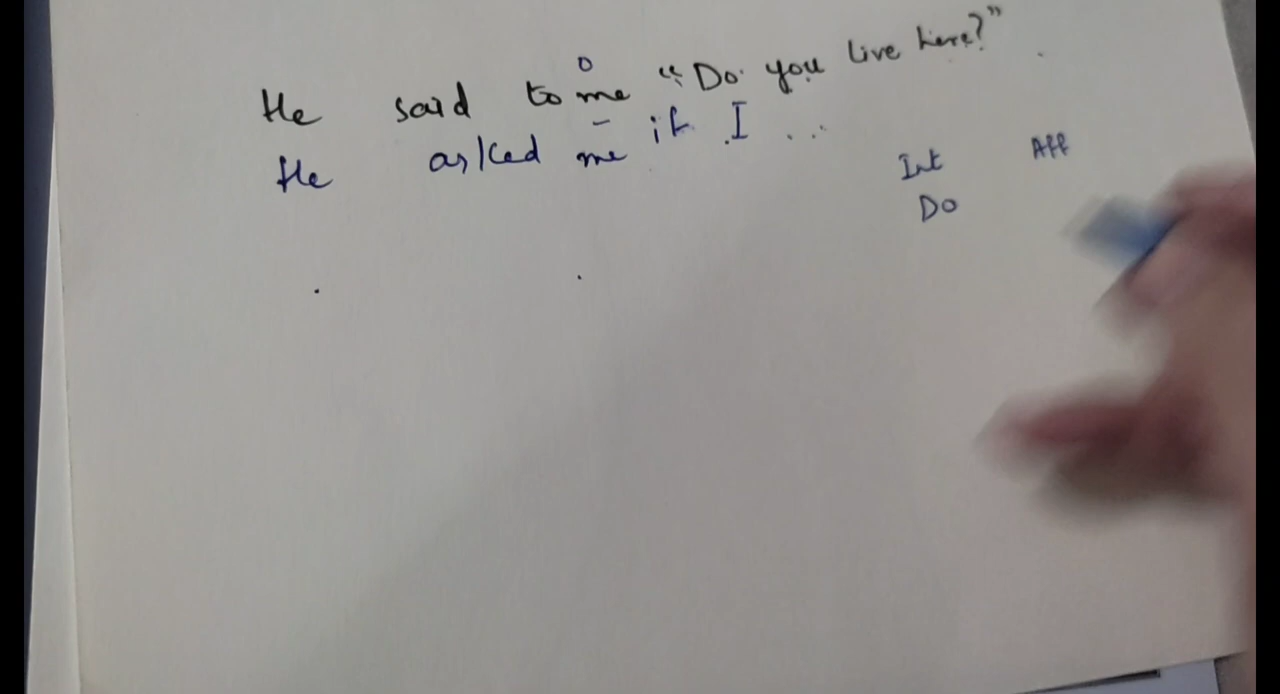 He said to me "Do you live here?"
O
He asked me if I ...
Int Aff
Do